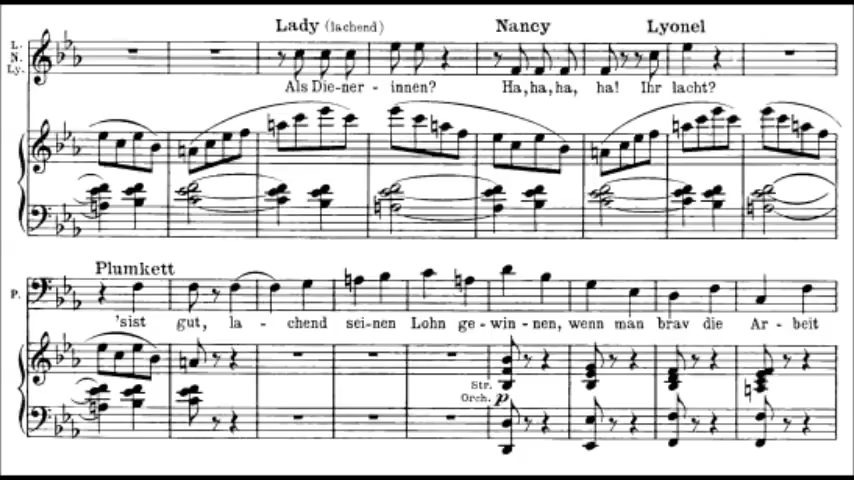 Lady (lachend) Nancy Lyonel
L.
N.
Ly.
Als Die-ner - innen? Ha, ha, ha, ha! Ihr lacht?
Plumkett
P.
'sist gut, la - chend sei-nen Lohn ge-win-nen, wenn man brav die Ar - beit
Str.
Orch. p